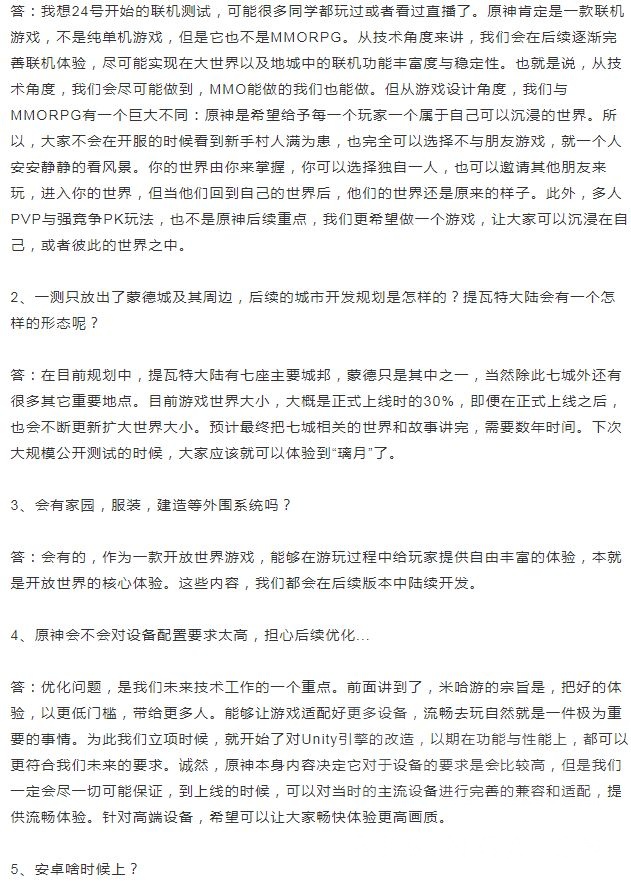 答：我想24号开始的联机测试，可能很多同学都玩过或者看过直播了。原神肯定是一款联机
游戏，不是纯单机游戏，但是它也不是MMORPG。从技术角度来讲，我们会在后续逐渐完
善联机体验，尽可能实现在大世界以及地城中的联机功能丰富度与稳定性。也就是说，从技
术角度，我们会尽可能做到，MMO能做的我们也能做。但从游戏设计角度，我们与
MMORPG有一个巨大不同：原神是希望给予每一个玩家一个属于自己可以沉浸的世界。所
以，大家不会在开服的时候看到新手村人满为患，也完全可以选择不与朋友游戏，就一个人
安安静静的看风景。你的世界由你来掌握，你可以选择独自一人，也可以邀请其他朋友来
玩，进入你的世界，但当他们回到自己的世界后，他们的世界还是原来的样子。此外，多人
PVP与强竞争PK玩法，也不是原神后续重点，我们更希望做一个游戏，让大家可以沉浸在自
己，或者彼此的世界之中。
2、一测只放出了蒙德城及其周边，后续的城市开发规划是怎样的？提瓦特大陆会有一个怎
样的形态呢？
答：在目前规划中，提瓦特大陆有七座主要城邦，蒙德只是其中之一，当然除此七城外还有
很多其它重要地点。目前游戏世界大小，大概是正式上线时的30%，即便在正式上线之后，
也会不断更新扩大世界大小。预计最终把七城相关的世界和故事讲完，需要数年时间。下次
大规模公开测试的时候，大家应该就可以体验到“璃月”了。
3、会有家园，服装，建造等外围系统吗？
答：会有的，作为一款开放世界游戏，能够在游玩过程中给玩家提供自由丰富的体验，本就
是开放世界的核心体验。这些内容，我们都会在后续版本中陆续开发。
4、原神会不会对设备配置要求太高，担心后续优化...
答：优化问题，是我们未来技术工作的一个重点。前面讲到了，米哈游的宗旨是，把好的体
验，以更低门槛，带给更多人。能够让游戏适配好更多设备，流畅去玩自然就是一件极为重
要的事情。为此我们立项时候，就开始了对Unity引擎的改造，以期在功能与性能上，都可以
更符合我们未来的要求。诚然，原神本身内容决定它对于设备的要求是会比较高，但是我们
一定会尽一切可能保证，到上线的时候，可以对当时的主流设备进行完善的兼容和适配，提
供流畅体验。针对高端设备，希望可以让大家畅快体验更高画质。
5、安卓啥时候上？